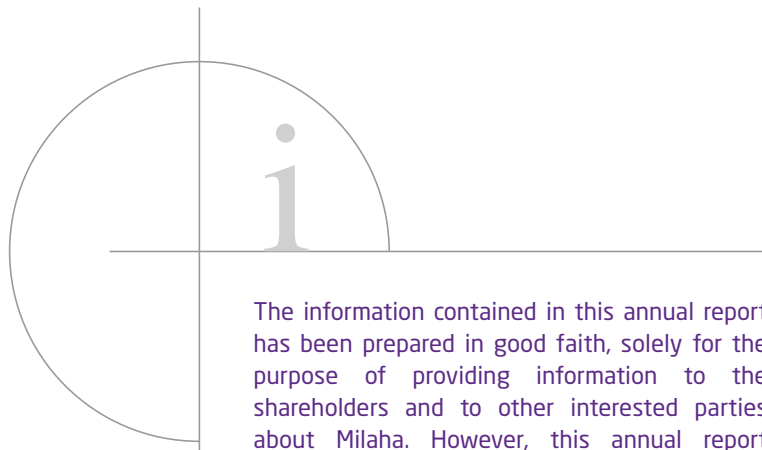 i
The information contained in this annual report
has been prepared in good faith, solely for the
purpose of providing information to the
shareholders and to other interested parties
about Milaha. However, this annual report